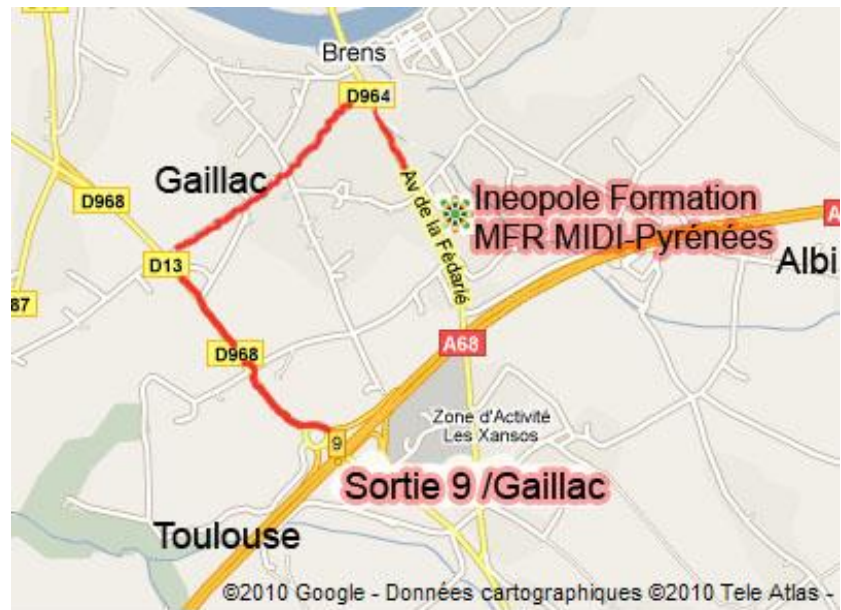 Brens
D964
Gaillac
D968
Av de la Fédarié
Ineopole Formation
MFR MIDI-Pyrénées
A
Albi
D13
87
D968
A68
9
Zone d'Activité
Les Xansos
Sortie 9 /Gaillac
Toulouse
©2010 Google - Données cartographiques ©2010 Tele Atlas -